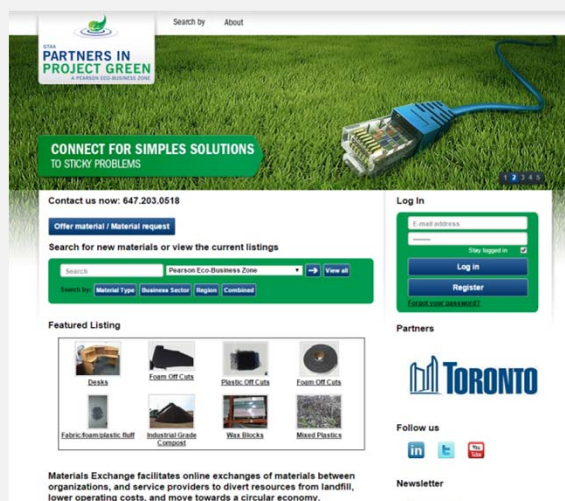 Search by About
GTAA
PARTNERS IN
PROJECT GREEN
A PEARSON ECO-BUSINESS ZONE
CONNECT FOR SIMPLES SOLUTIONS
TO STICKY PROBLEMS
1 2 3 4 5
Contact us now: 647.203.0518
Offer material / Material request
Search for new materials or view the current listings
Search
Pearson Eco-Business Zone
View all
Search by: Material Type Business Sector Region Combined
Featured Listing
Desks
Foam Off Cuts
Plastic Off Cuts
Foam Off Cuts
Fabric/foam/plastic fluff
Industrial Grade
Compost
Wax Blocks
Mixed Plastics
Materials Exchange facilitates online exchanges of materials between
organizations, and service providers to divert resources from landfill,
lower operating costs, and move towards a circular economy.
Log In
E-mail address
Stay logged in
Log in
Register
Forgot your password?
Partners
TORONTO
Follow us
in
You
Tube
Newsletter